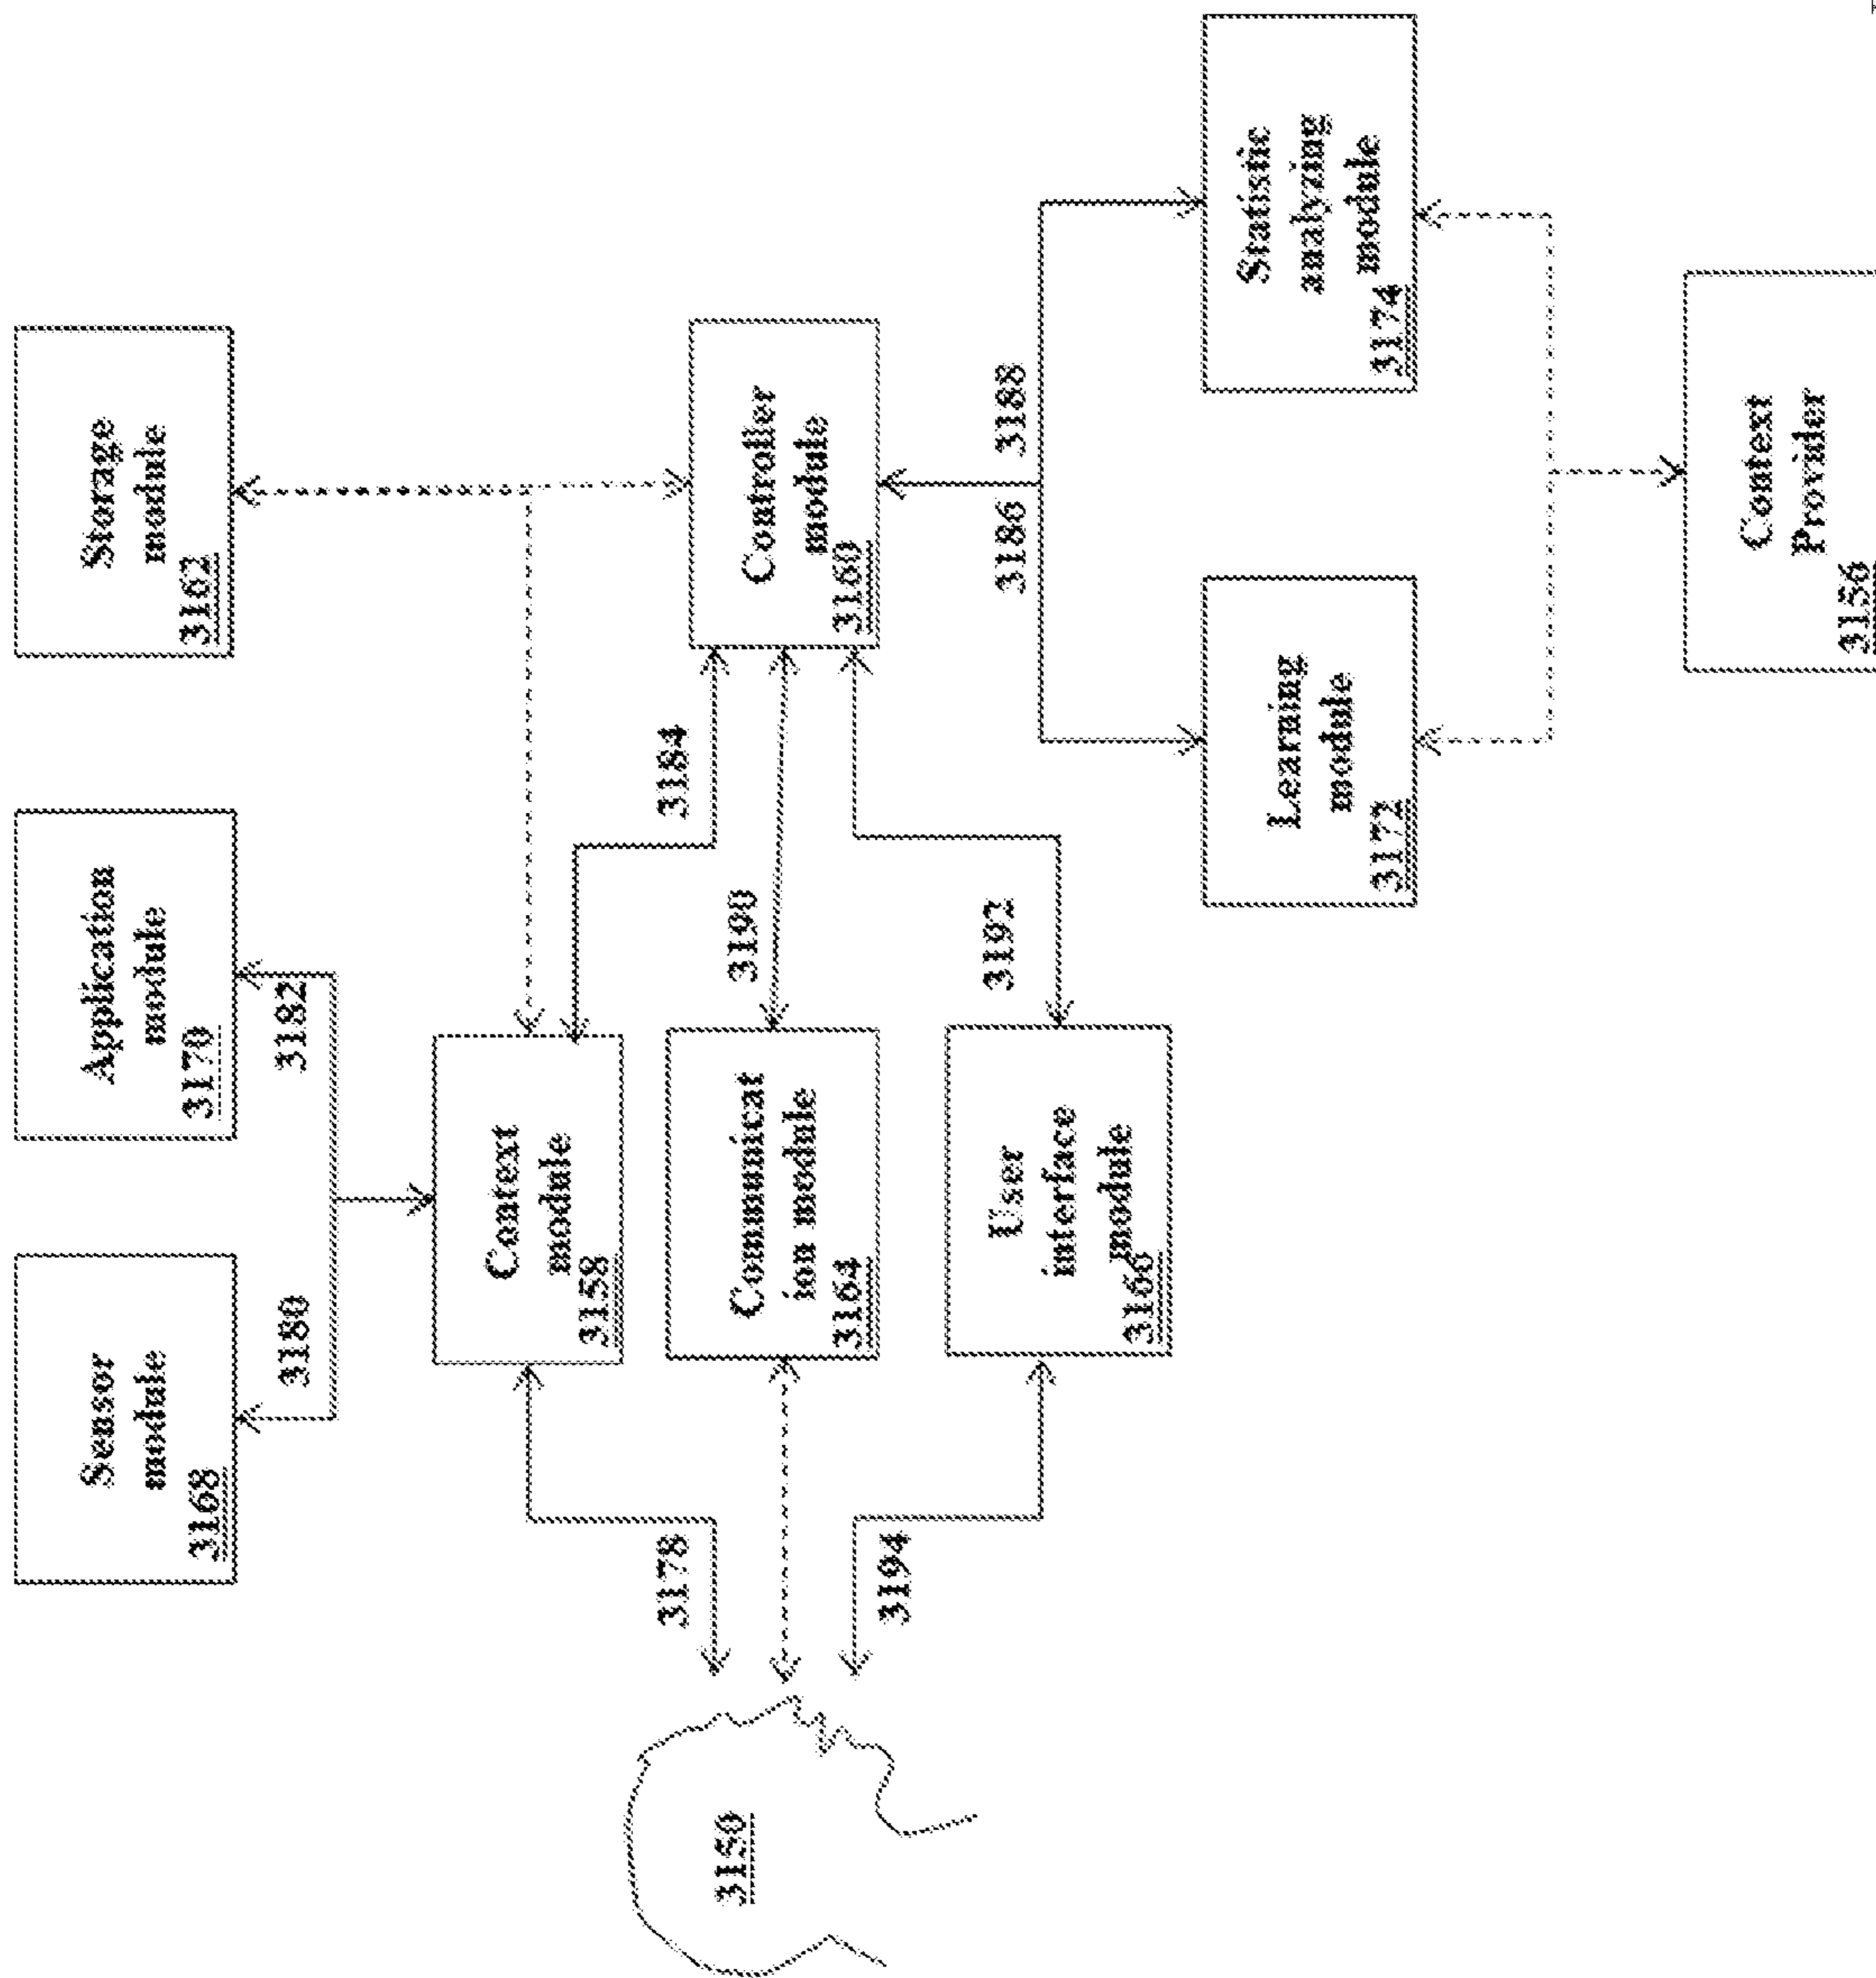 Sensor
module
3168
Application
module
3170
Storage
module
3162
3180
3182
Context
module
3158
3178
3184
Communicat
ion module
3164
3190
Controller
module
3160
3150
3194
User
interface
module
3166
3192
3186
3188
Learning
module
3172
Statistic
analyzing
module
3174
Context
Provider
3156